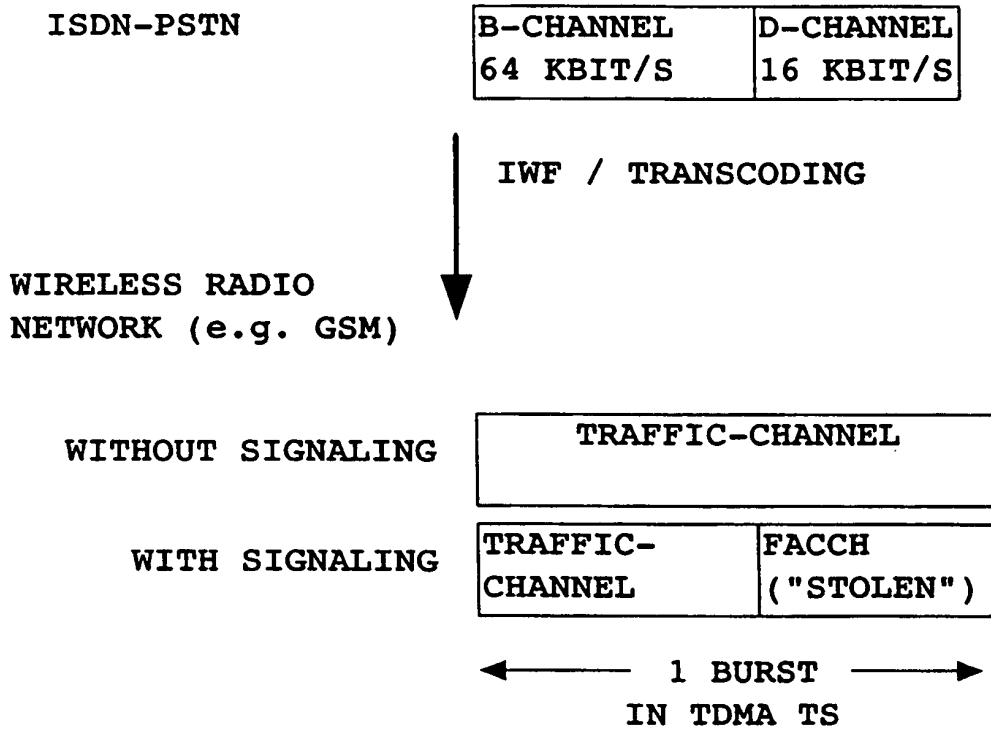 ISDN-PSTN
B-CHANNEL
64 KBIT/S
D-CHANNEL
16 KBIT/S
IWF / TRANSCODING
WIRELESS RADIO
NETWORK (e.g. GSM)
WITHOUT SIGNALING
TRAFFIC-CHANNEL
WITH SIGNALING
TRAFFIC-
CHANNEL
FACCH
("STOLEN")
1 BURST
IN TDMA TS